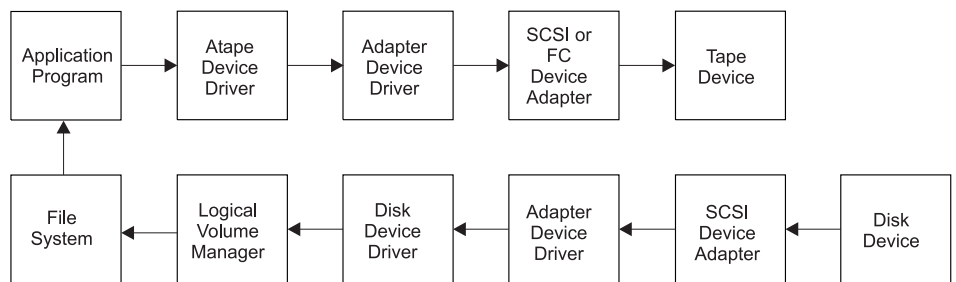 Application
Program
Atape
Device
Driver
Adapter
Device
Driver
SCSI or
FC
Device
Adapter
Tape
Device
File
System
Logical
Volume
Manager
Disk
Device
Driver
Adapter
Device
Driver
SCSI
Device
Adapter
Disk
Device